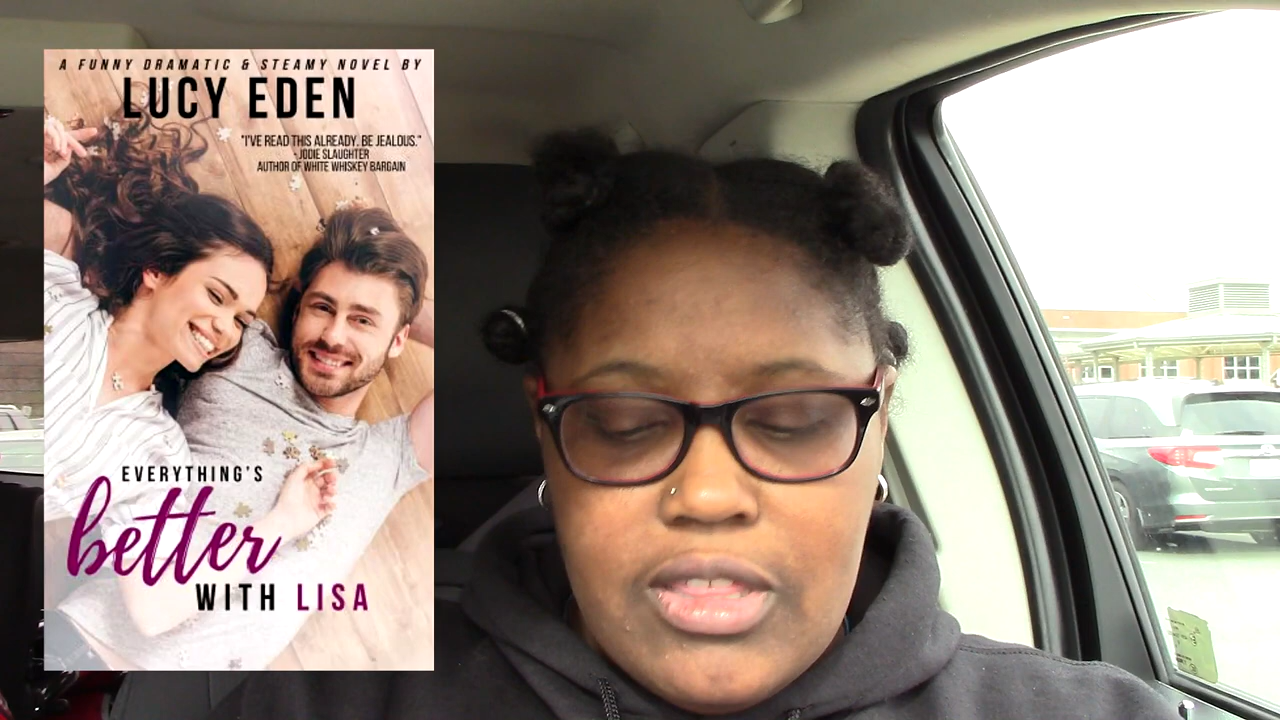 A FUNNY DRAMATIC & STEAMY NOVEL BY
LUCY EDEN
"I'VE READ THIS ALREADY. BE JEALOUS."
- JODIE SLAUGHTER
AUTHOR OF WHITE WHISKEY BARGAIN
EVERYTHING'S
better
WITH LISA